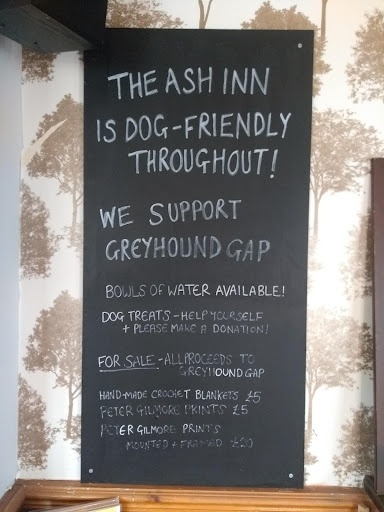 THE ASH INN
IS DOG-FRIENDLY
THROUGHOUT!
WE SUPPORT
GREYHOUND GAP
BOWLS OF WATER AVAILABLE!
DOG TREATS - HELP YOURSELF
+ PLEASE MAKE A DONATION!
FOR SALE - ALL PROCEEDS TO
GREYHOUND GAP
HAND-MADE CROCHET BLANKETS £5
PETER GILMORE PRINTS £5
PETER GILMORE PRINTS
MOUNTED + FRAMED £20